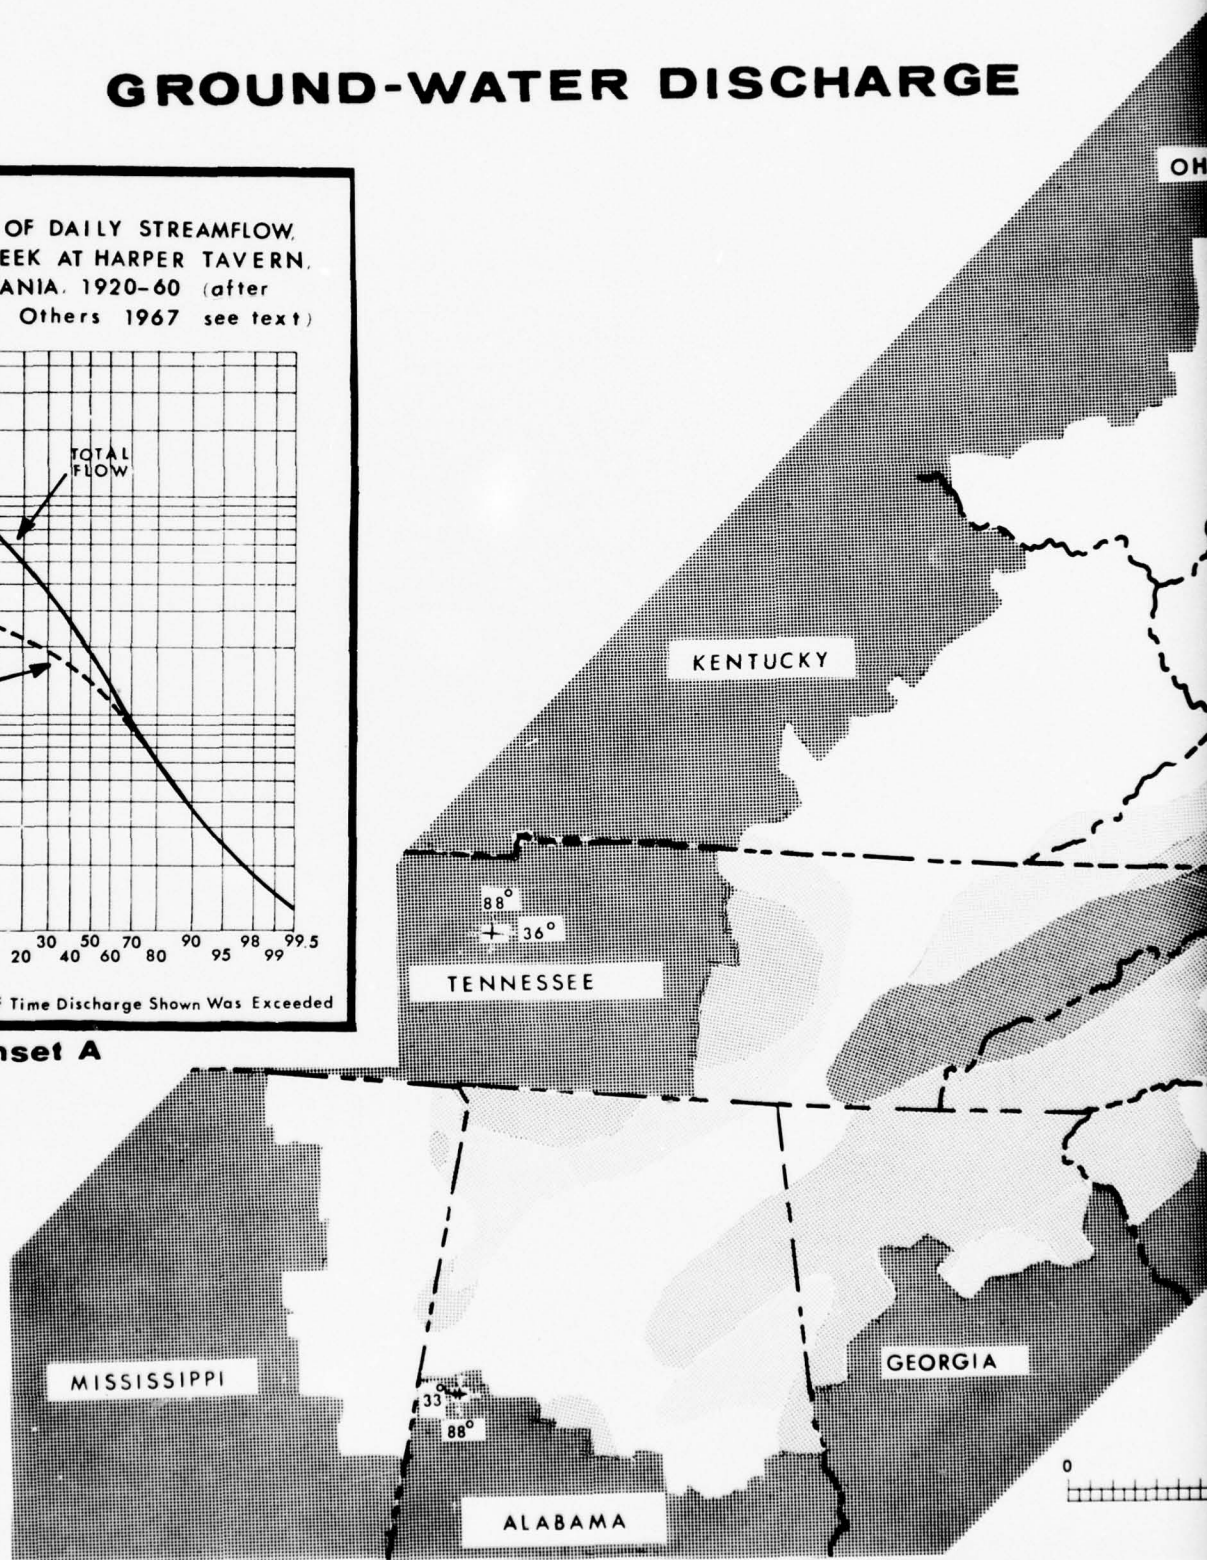 GROUND-WATER DISCHARGE
OF DAILY STREAMFLOW,
EEK AT HARPER TAVERN,
ANIA, 1920-60 (after
Others 1967 see text)
TOTAL
FLOW
20 30 40 50 60 70 80 90 95 98 99 99.5
Time Discharge Shown Was Exceeded
nset A
OH
KENTUCKY
88°
36°
TENNESSEE
MISSISSIPPI
33°
88°
GEORGIA
ALABAMA
0